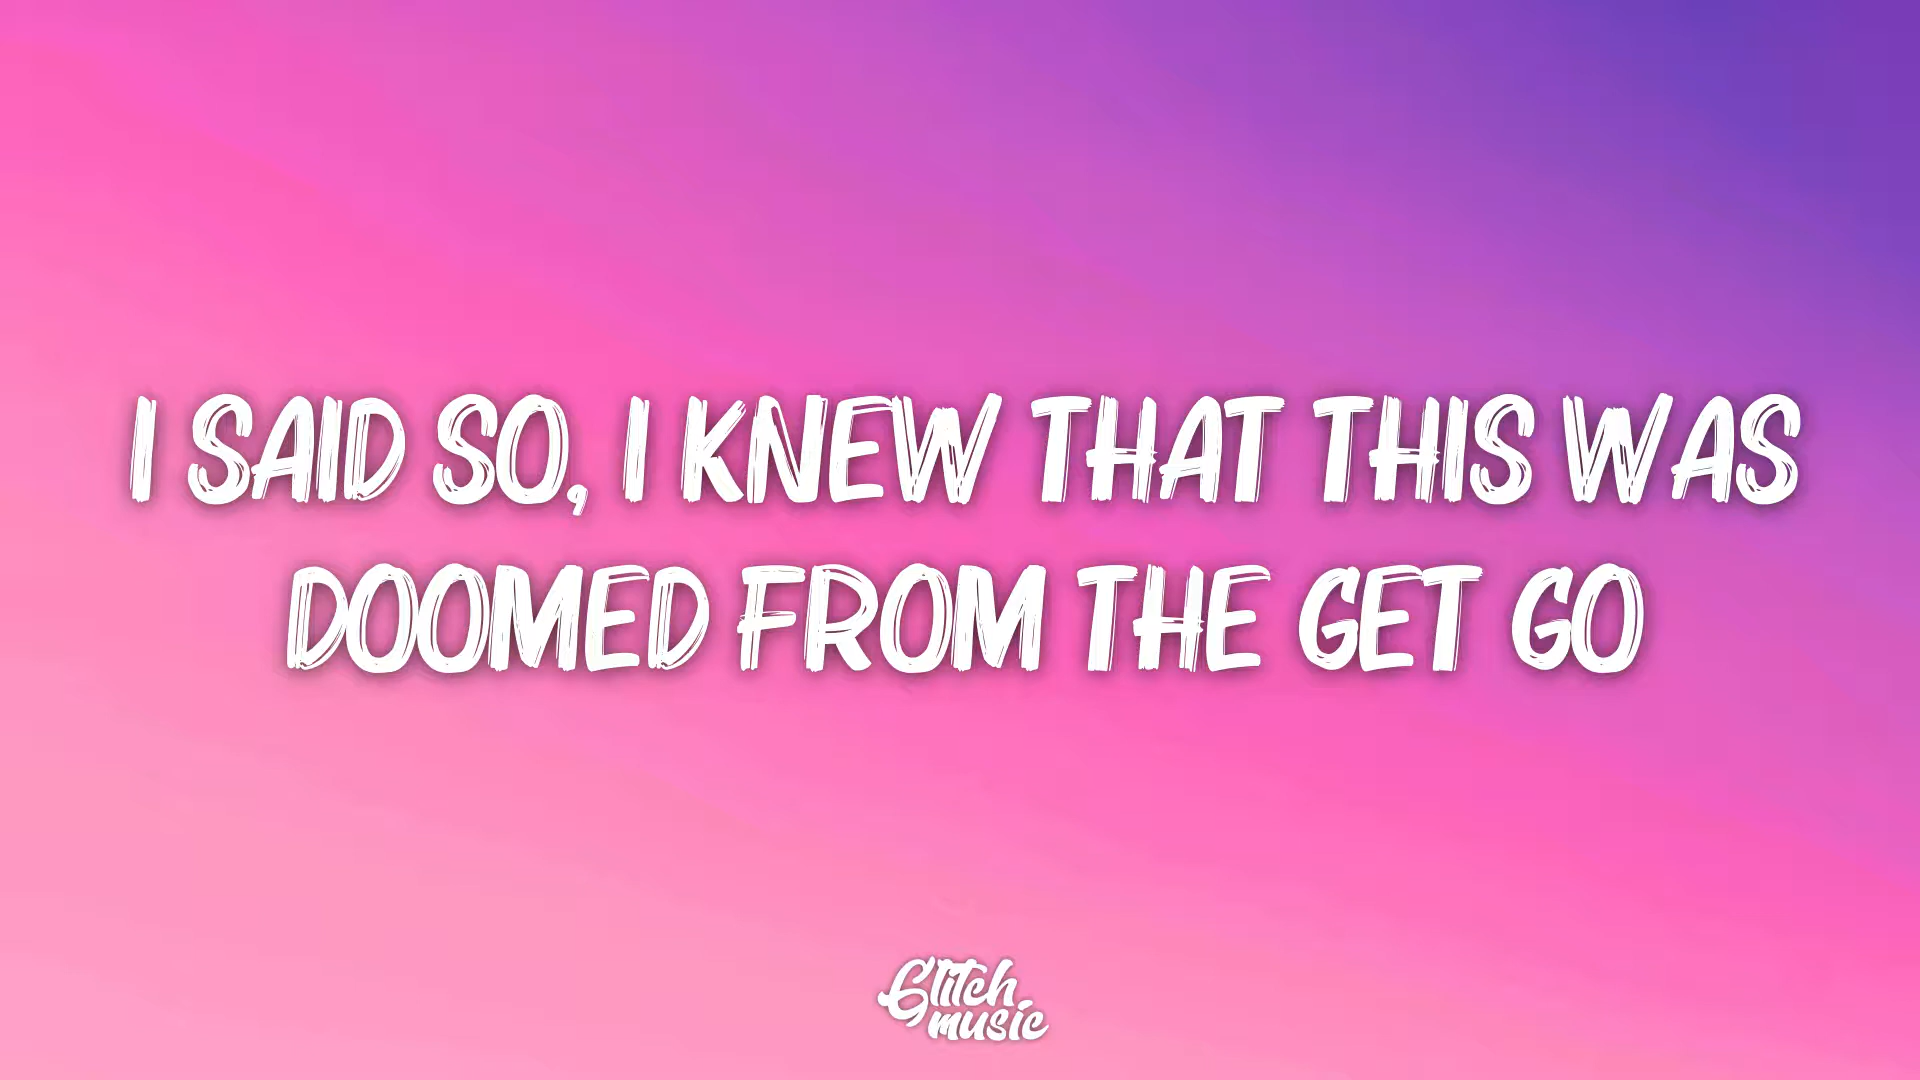 I SAID SO, I KNEW THAT THIS WAS
DOOMED FROM THE GET GO
Glitch
music